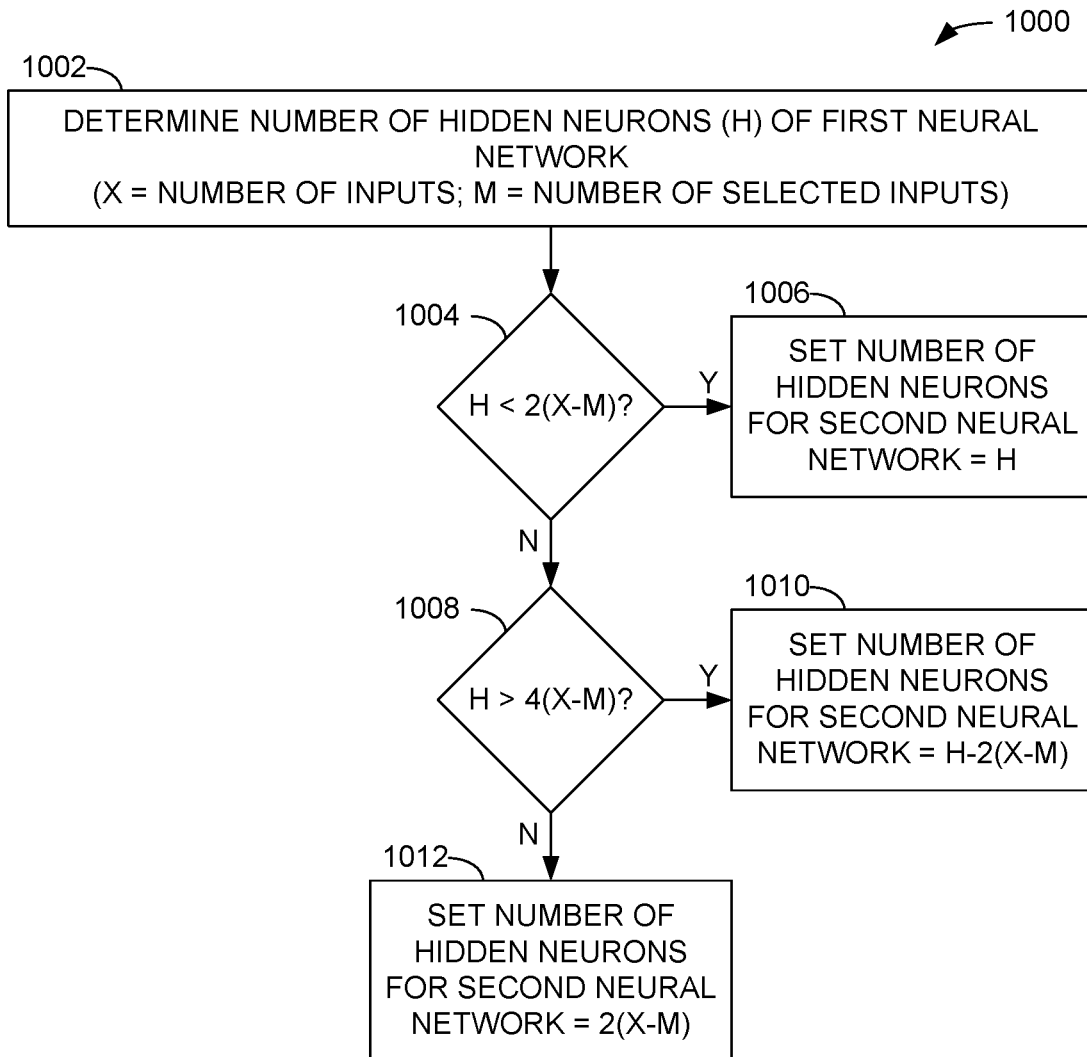 1000
1002
DETERMINE NUMBER OF HIDDEN NEURONS (H) OF FIRST NEURAL
NETWORK
(X = NUMBER OF INPUTS; M = NUMBER OF SELECTED INPUTS)
1004
H < 2(X-M)?
Y
1006
SET NUMBER OF
HIDDEN NEURONS
FOR SECOND NEURAL
NETWORK = H
N
1008
H > 4(X-M)?
Y
1010
SET NUMBER OF
HIDDEN NEURONS
FOR SECOND NEURAL
NETWORK = H-2(X-M)
N
1012
SET NUMBER OF
HIDDEN NEURONS
FOR SECOND NEURAL
NETWORK = 2(X-M)